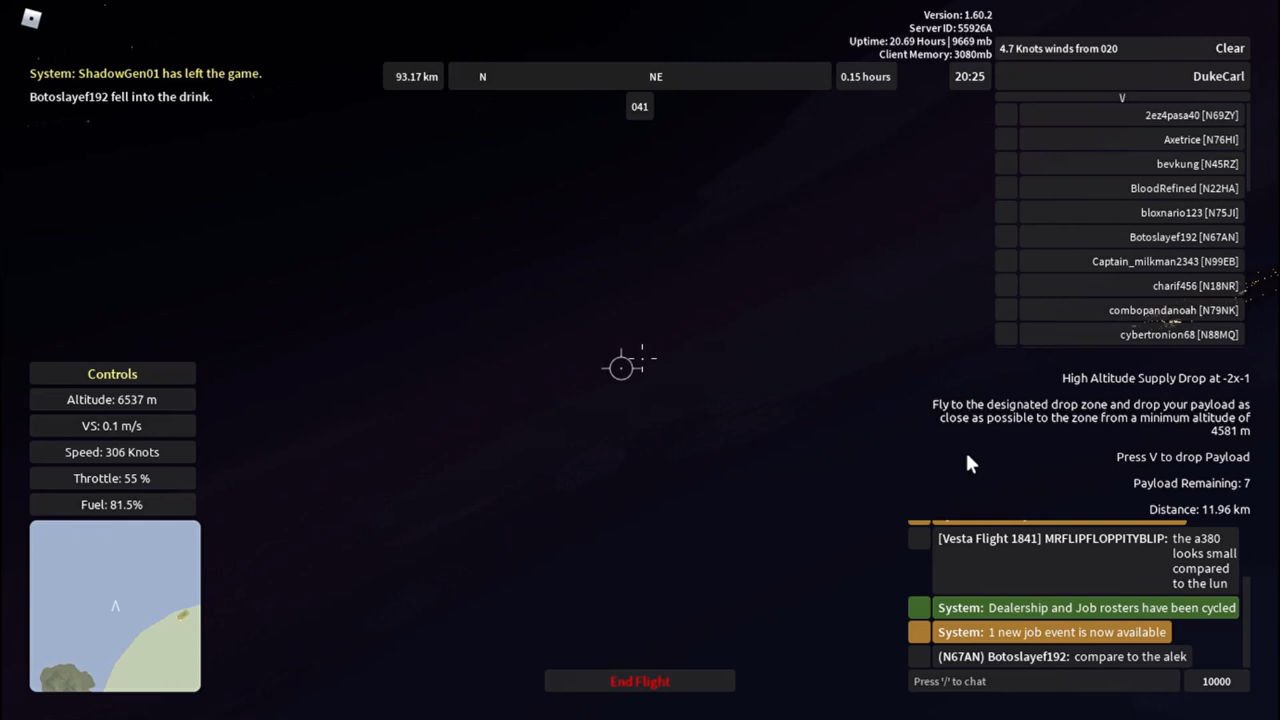 Version: 1.60.2
Server ID: 55926A
Uptime: 20.69 Hours | 9669 mb
Client Memory: 3080mb
System: ShadowGen01 has left the game.
Botoslayef192 fell into the drink.
93.17 km
N
NE
0.15 hours
20:25
041
4.7 Knots winds from 020
Clear
DukeCarl
V
2ez4pasa40 [N69ZY]
Axetrice [N76HI]
bevkung [N45RZ]
BloodRefined [N22HA]
bloxnario123 [N75JI]
Botoslayef192 [N67AN]
Captain_milkman2343 [N99EB]
charif456 [N18NR]
combopandanoah [N79NK]
cybertronion68 [N88MQ]
Controls
Altitude: 6537 m
VS: 0.1 m/s
Speed: 306 Knots
Throttle: 55 %
Fuel: 81.5%
High Altitude Supply Drop at -2x-1
Fly to the designated drop zone and drop your payload as
close as possible to the zone from a minimum altitude of
4581 m
Press V to drop Payload
Payload Remaining: 7
Distance: 11.96 km
[Vesta Flight 1841] MRFLIPFLOPPITYBLIP: the a380
looks small
compared
to the lun
System: Dealership and Job rosters have been cycled
System: 1 new job event is now available
(N67AN) Botoslayef192: compare to the alek
Press '/' to chat
10000
End Flight